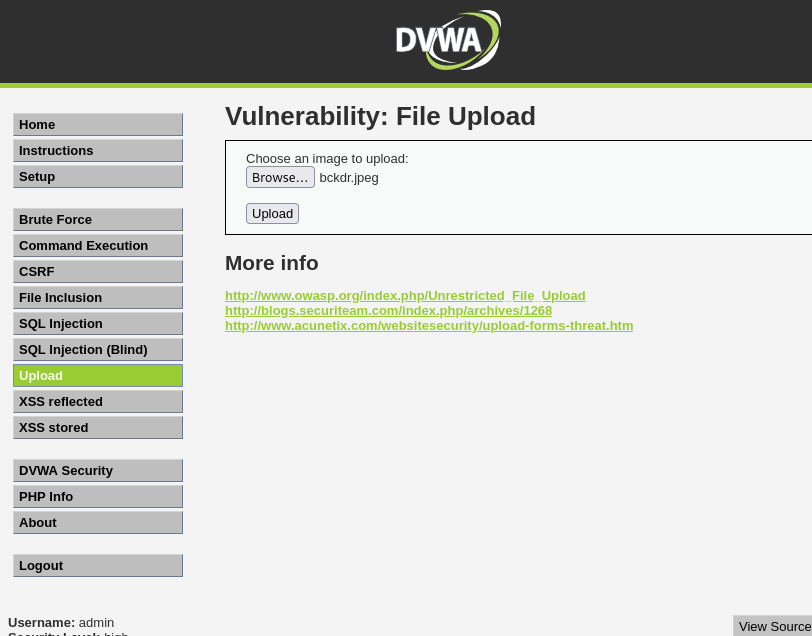 DVWA
Home
Instructions
Setup
Brute Force
Command Execution
CSRF
File Inclusion
SQL Injection
SQL Injection (Blind)
Upload
XSS reflected
XSS stored
DVWA Security
PHP Info
About
Logout
Vulnerability: File Upload
Choose an image to upload:
Browse... bckdr.jpeg
Upload
More info
http://www.owasp.org/index.php/Unrestricted_File_Upload
http://blogs.securiteam.com/index.php/archives/1268
http://www.acunetix.com/websitesecurity/upload-forms-threat.htm
Username: admin
Security Level: high
View Source